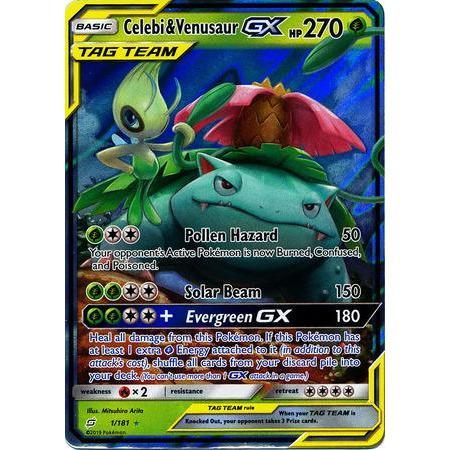 BASIC Celebi&Venusaur GX HP270
TAG TEAM
Pollen Hazard 50
Your opponent's Active Pokémon is now Burned, Confused,
and Poisoned.
Solar Beam 150
+ Evergreen GX 180
Heal all damage from this Pokémon. If this Pokémon has
at least 1 extra Energy attached to it (in addition to this
attack's cost), shuffle all cards from your discard pile into
your deck. (You can't use more than 1 GX attack in a game.)
weakness ×2 resistance retreat
TAG TEAM rule
Illus. Mitsuhiro Arita
1/181
©2019 Pokémon
When your TAG TEAM is
Knocked Out, your opponent takes 3 Prize cards.